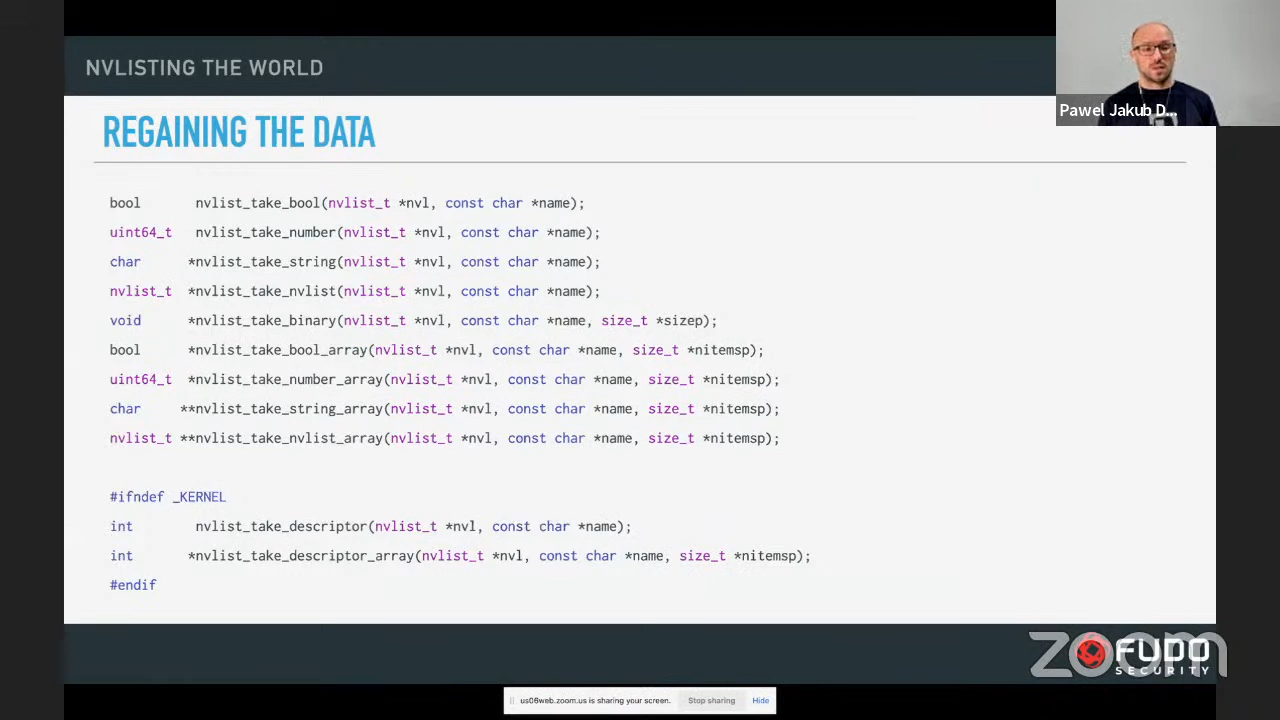 NVLISTING THE WORLD
Pawel Jakub D...
REGAINING THE DATA
bool nvlist_take_bool(nvlist_t *nvl, const char *name);
uint64_t nvlist_take_number(nvlist_t *nvl, const char *name);
char *nvlist_take_string(nvlist_t *nvl, const char *name);
nvlist_t *nvlist_take_nvlist(nvlist_t *nvl, const char *name);
void *nvlist_take_binary(nvlist_t *nvl, const char *name, size_t *sizep);
bool *nvlist_take_bool_array(nvlist_t *nvl, const char *name, size_t *nitemsp);
uint64_t *nvlist_take_number_array(nvlist_t *nvl, const char *name, size_t *nitemsp);
char **nvlist_take_string_array(nvlist_t *nvl, const char *name, size_t *nitemsp);
nvlist_t **nvlist_take_nvlist_array(nvlist_t *nvl, const char *name, size_t *nitemsp);
#ifndef _KERNEL
int nvlist_take_descriptor(nvlist_t *nvl, const char *name);
int *nvlist_take_descriptor_array(nvlist_t *nvl, const char *name, size_t *nitemsp);
#endif
zoom
FUDO
SECURITY
us06web.zoom.us is sharing your screen. Stop sharing Hide